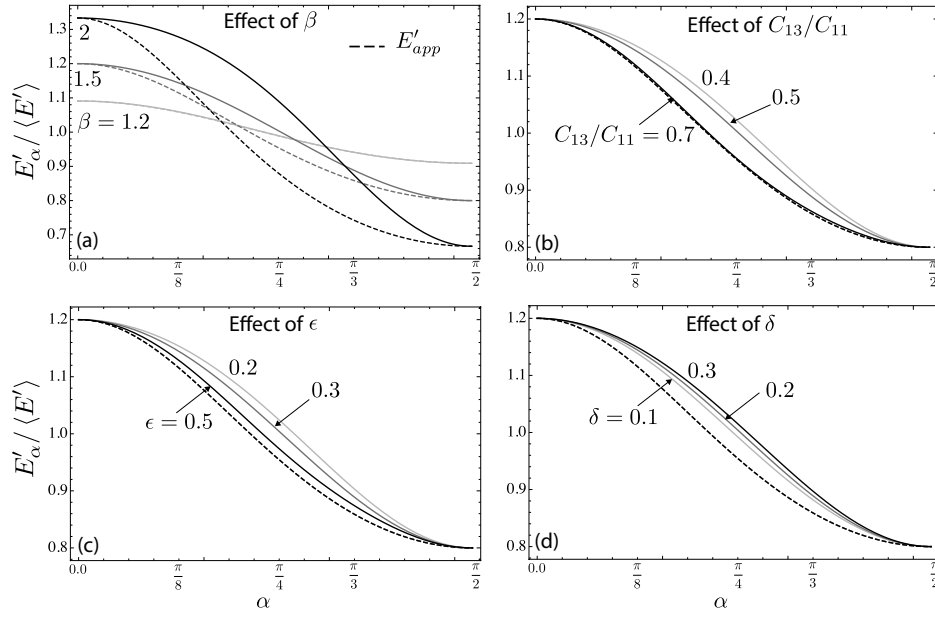 Effect of β
2
1.5
β = 1.2
E′app
1.3
1.2
1.1
1.0
0.9
0.8
0.7
E′α/ ⟨E′⟩
(a)
0.0
π/8
π/4
π/3
π/2
Effect of C13/C11
0.4
0.5
C13/C11 = 0.7
1.2
1.1
1.0
0.9
0.8
(b)
0.0
π/8
π/4
π/3
π/2
Effect of ϵ
0.2
0.3
ϵ = 0.5
1.2
1.1
1.0
0.9
0.8
E′α/ ⟨E′⟩
(c)
0.0
π/8
π/4
π/3
π/2
α
Effect of δ
0.3
0.2
δ = 0.1
1.2
1.1
1.0
0.9
0.8
(d)
0.0
π/8
π/4
π/3
π/2
α